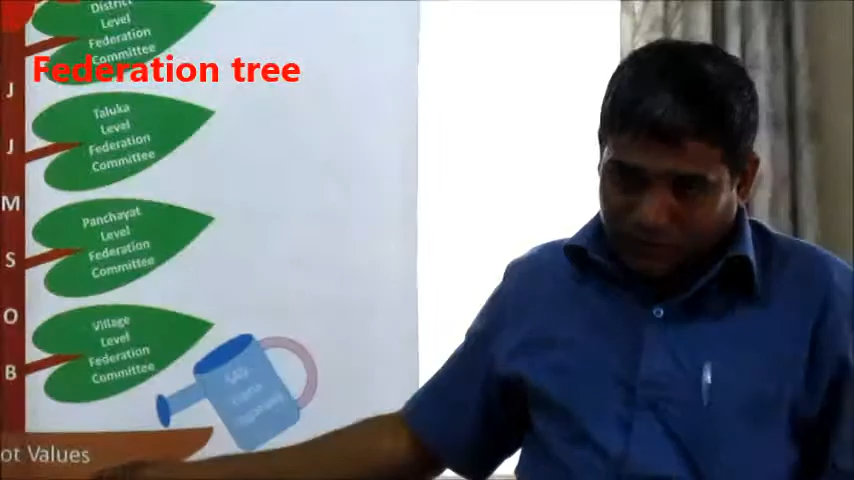 District
Level
Federation
Committee
Federation tree
J
Taluka
Level
Federation
Committee
J
M
Panchayat
Level
Federation
Committee
S
O
Village
Level
Federation
Committee
B
ot Values